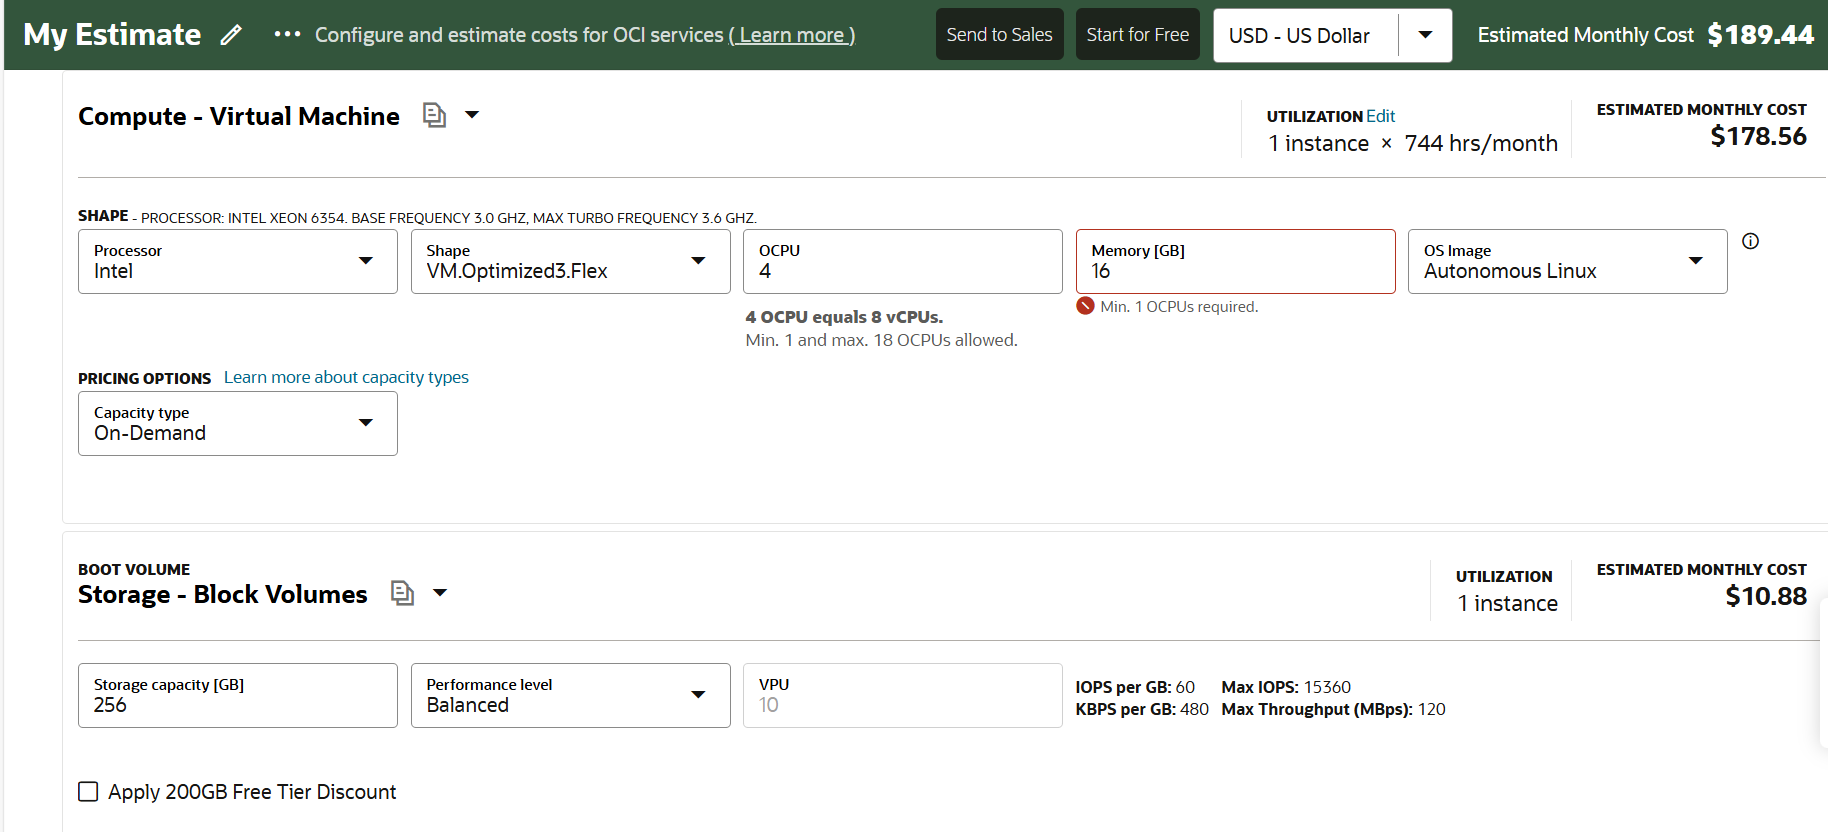 My Estimate ••• Configure and estimate costs for OCI services ( Learn more ) Send to Sales Start for Free USD - US Dollar Estimated Monthly Cost $189.44
Compute - Virtual Machine
UTILIZATION Edit
1 instance × 744 hrs/month
ESTIMATED MONTHLY COST
$178.56
SHAPE - PROCESSOR: INTEL XEON 6354. BASE FREQUENCY 3.0 GHZ, MAX TURBO FREQUENCY 3.6 GHZ.
Processor
Intel
Shape
VM.Optimized3.Flex
OCPU
4
Memory [GB]
16
OS Image
Autonomous Linux
4 OCPU equals 8 vCPUs.
Min. 1 and max. 18 OCPUs allowed.
Min. 1 OCPUs required.
PRICING OPTIONS Learn more about capacity types
Capacity type
On-Demand
BOOT VOLUME
Storage - Block Volumes
UTILIZATION
1 instance
ESTIMATED MONTHLY COST
$10.88
Storage capacity [GB]
256
Performance level
Balanced
VPU
10
IOPS per GB: 60 Max IOPS: 15360
KBPS per GB: 480 Max Throughput (MBps): 120
Apply 200GB Free Tier Discount